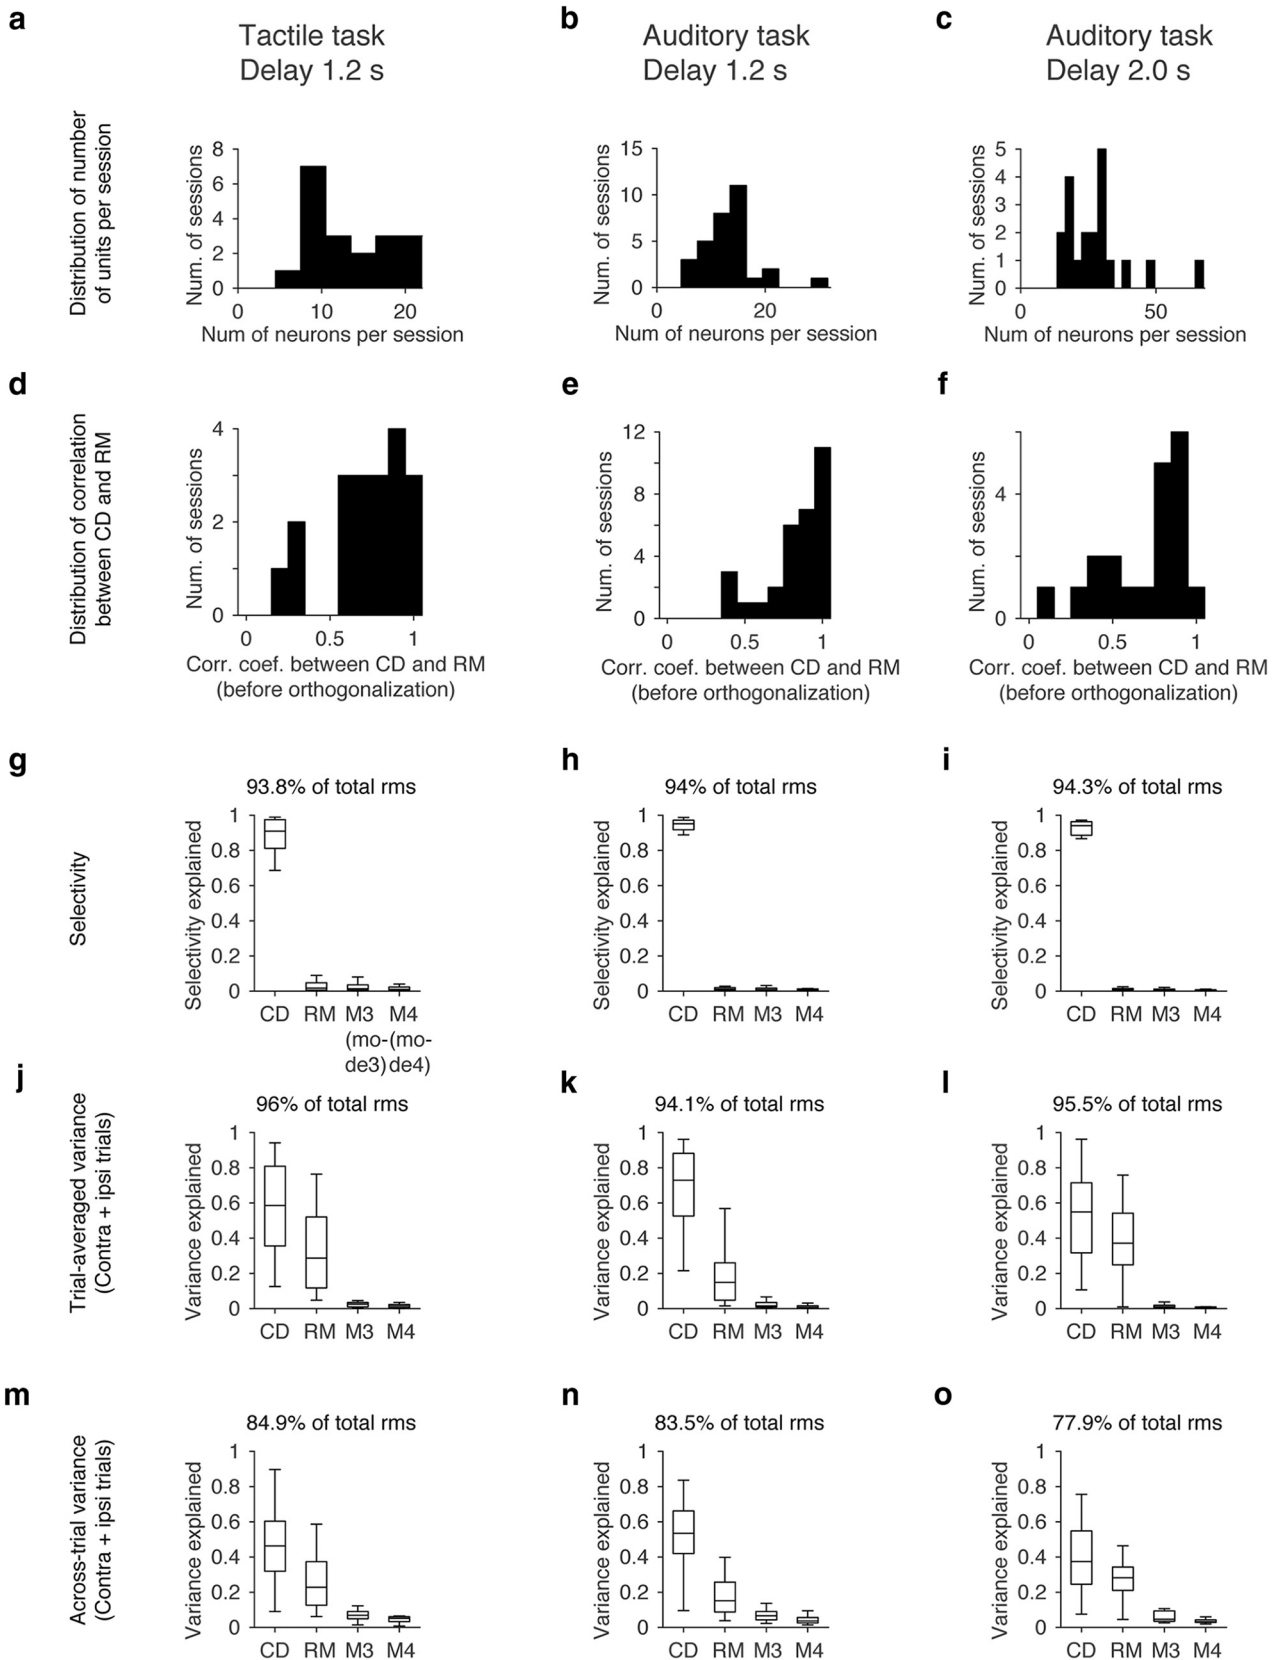 a
Tactile task
Delay 1.2 s
b
Auditory task
Delay 1.2 s
c
Auditory task
Delay 2.0 s
Distribution of number
of units per session
Num. of sessions
8
6
4
2
0
0
10
20
Num of neurons per session
Num. of sessions
15
10
5
0
0
20
Num of neurons per session
Num. of sessions
5
4
3
2
1
0
0
50
Num of neurons per session
d
e
f
Distribution of correlation
between CD and RM
Num. of sessions
4
2
0
0
0.5
1
Corr. coef. between CD and RM
(before orthogonalization)
Num. of sessions
12
8
4
0
0
0.5
1
Corr. coef. between CD and RM
(before orthogonalization)
Num. of sessions
4
0
0
0.5
1
Corr. coef. between CD and RM
(before orthogonalization)
g
h
i
Selectivity
93.8% of total rms
Selectivity explained
1
0.8
0.6
0.4
0.2
0
CD RM M3 M4
(mo-(mo-
de3) de4)
94% of total rms
Selectivity explained
1
0.8
0.6
0.4
0.2
0
CD RM M3 M4
94.3% of total rms
Selectivity explained
1
0.8
0.6
0.4
0.2
0
CD RM M3 M4
j
k
l
Trial-averaged variance
(Contra + ipsi trials)
96% of total rms
Variance explained
1
0.8
0.6
0.4
0.2
0
CD RM M3 M4
94.1% of total rms
Variance explained
1
0.8
0.6
0.4
0.2
0
CD RM M3 M4
95.5% of total rms
Variance explained
1
0.8
0.6
0.4
0.2
0
CD RM M3 M4
m
n
o
Across-trial variance
(Contra + ipsi trials)
84.9% of total rms
Variance explained
1
0.8
0.6
0.4
0.2
0
CD RM M3 M4
83.5% of total rms
Variance explained
1
0.8
0.6
0.4
0.2
0
CD RM M3 M4
77.9% of total rms
Variance explained
1
0.8
0.6
0.4
0.2
0
CD RM M3 M4